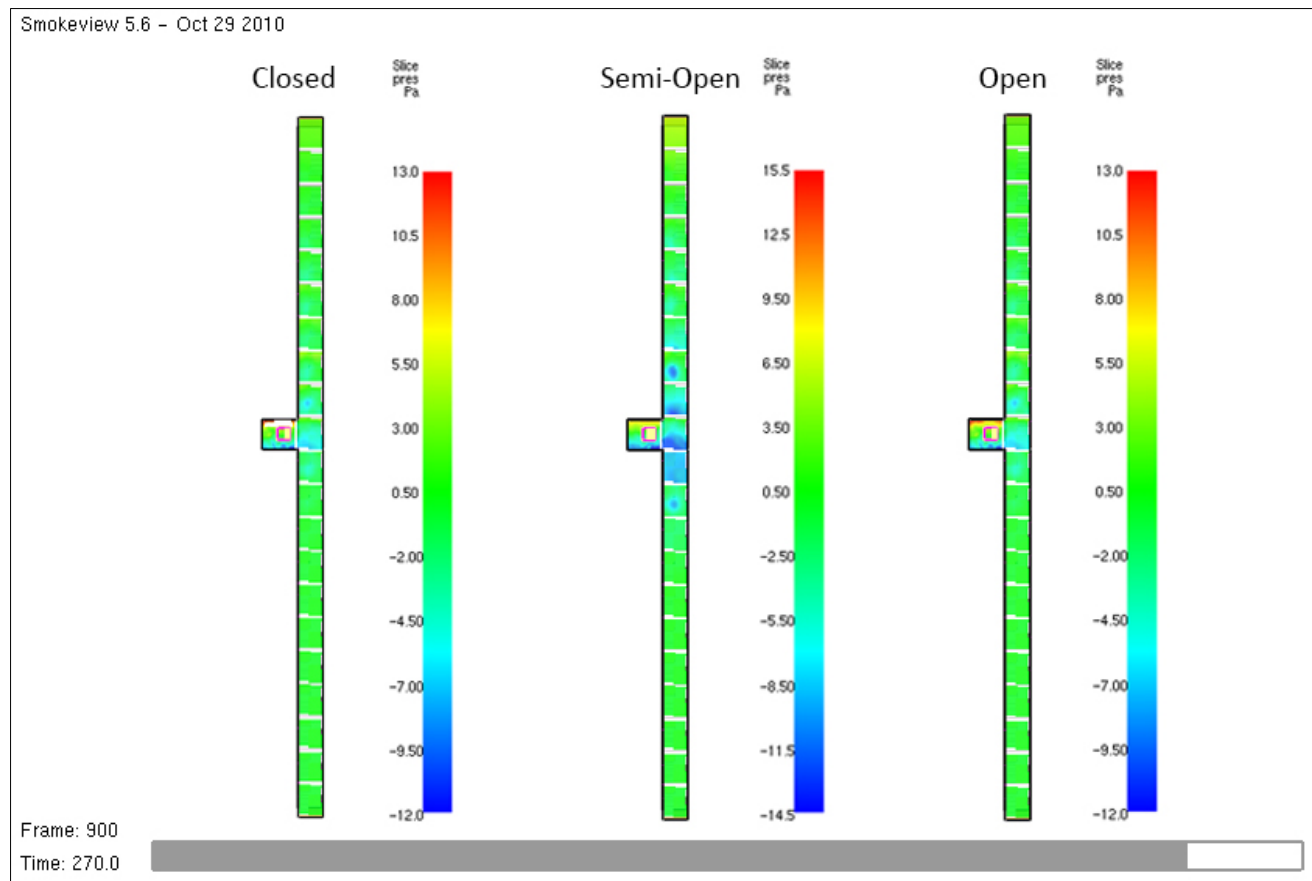 Smokeview 5.6 - Oct 29 2010
Closed
Slice
pres
Pa
13.0
10.5
8.00
5.50
3.00
0.50
-2.00
-4.50
-7.00
-9.50
-12.0
Semi-Open
Slice
pres
Pa
15.5
12.5
9.50
6.50
3.50
0.50
-2.50
-5.50
-8.50
-11.5
-14.5
Open
Slice
pres
Pa
13.0
10.5
8.00
5.50
3.00
0.50
-2.00
-4.50
-7.00
-9.50
-12.0
Frame: 900
Time: 270.0